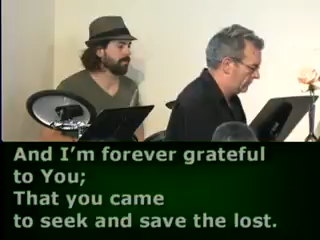 And I'm forever grateful
to You;
That you came
to seek and save the lost.